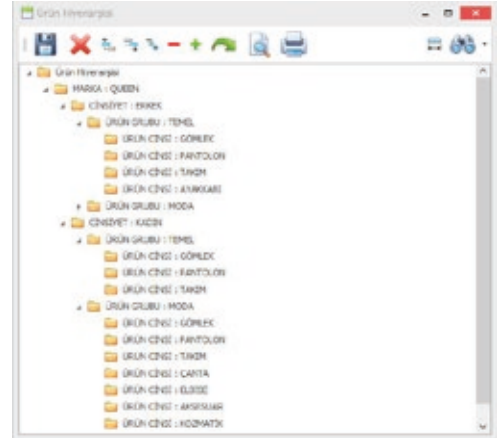 Ürün Hiyerarşisi
Ürün Hiyerarşisi
MARKA : QUEEN
CİNSİYET : ERKEK
ÜRÜN GRUBU : TEMEL
ÜRÜN CİNSİ : GÖMLEK
ÜRÜN CİNSİ : PANTOLON
ÜRÜN CİNSİ : TAKIM
ÜRÜN CİNSİ : AYAKKABI
ÜRÜN GRUBU : MODA
CİNSİYET : KADIN
ÜRÜN GRUBU : TEMEL
ÜRÜN CİNSİ : GÖMLEK
ÜRÜN CİNSİ : PANTOLON
ÜRÜN CİNSİ : TAKIM
ÜRÜN GRUBU : MODA
ÜRÜN CİNSİ : GÖMLEK
ÜRÜN CİNSİ : PANTOLON
ÜRÜN CİNSİ : TAKIM
ÜRÜN CİNSİ : CANTA
ÜRÜN CİNSİ : ELBİSE
ÜRÜN CİNSİ : AKSESUAR
ÜRÜN CİNSİ : KOZMATİK